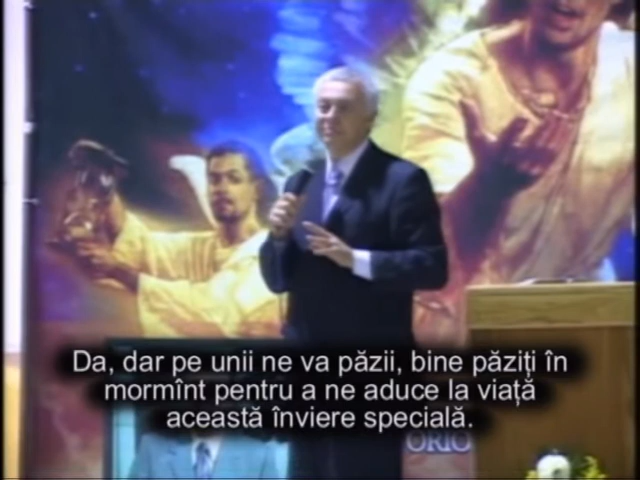 Da, dar pe unii ne va păzii, bine păziți în
mormînt pentru a ne aduce la viață
această înviere specială.
ORIO